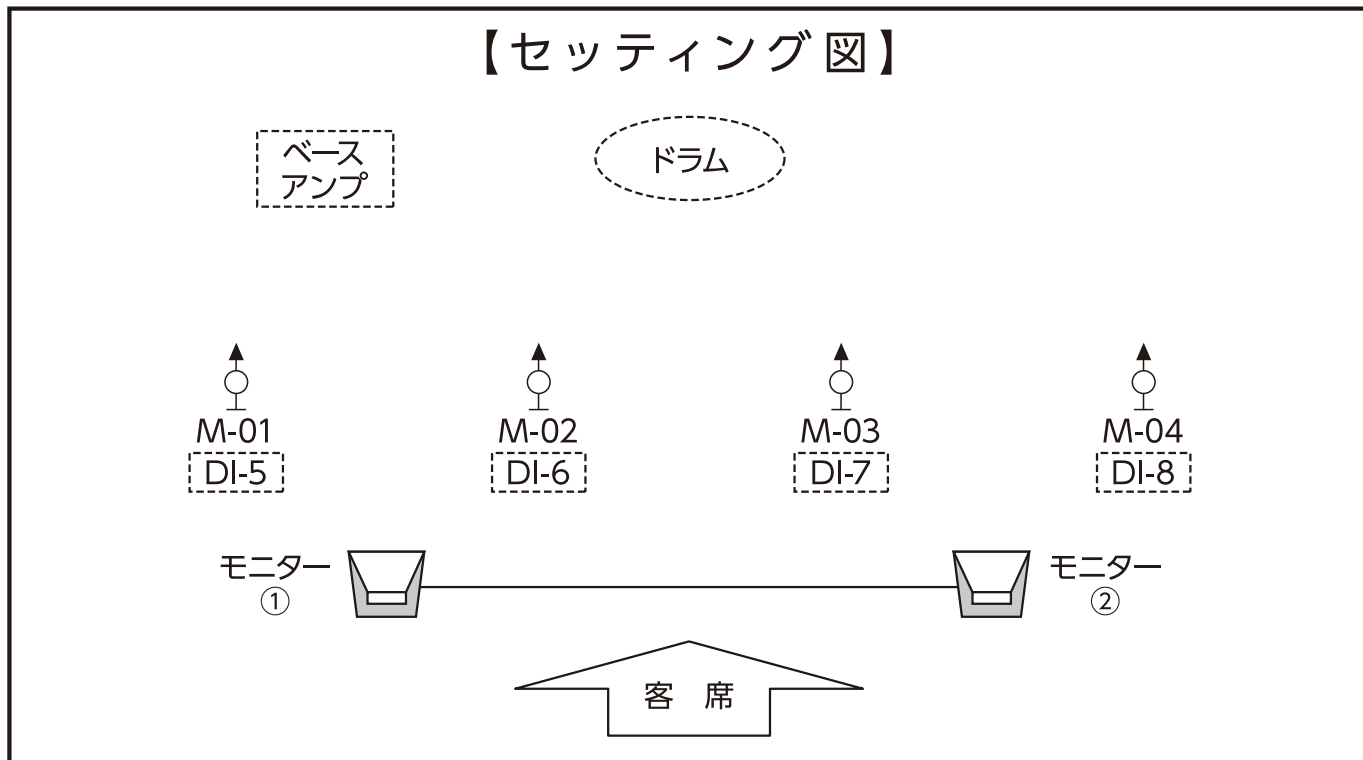 【セッティング図】
ベース
アンプ
ドラム
M-01
DI-5
M-02
DI-6
M-03
DI-7
M-04
DI-8
モニター
①
モニター
②
客席